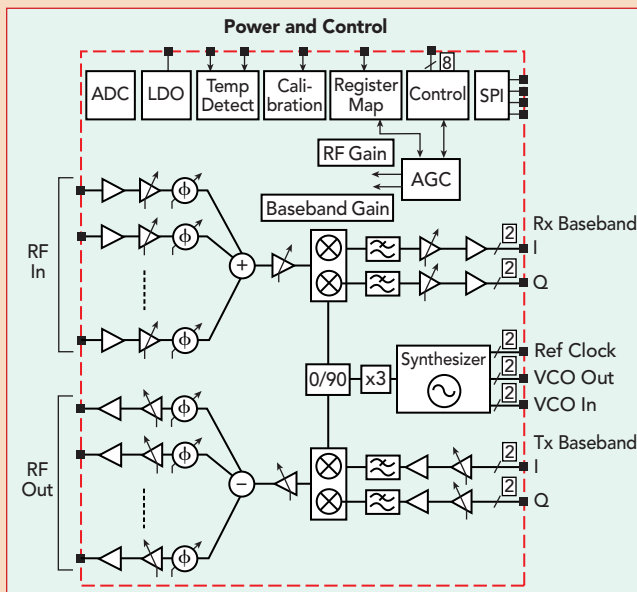 Power and Control
8
ADC
LDO
Temp
Detect
Cali-
bration
Register
Map
Control
SPI
RF Gain
AGC
Baseband Gain
RF
In
ϕ
ϕ
ϕ
+
2
Rx Baseband
I
2
Q
0/90
x3
Synthesizer
2
Ref Clock
2
VCO Out
2
VCO In
RF
Out
ϕ
ϕ
ϕ
−
2
Tx Baseband
I
2
Q